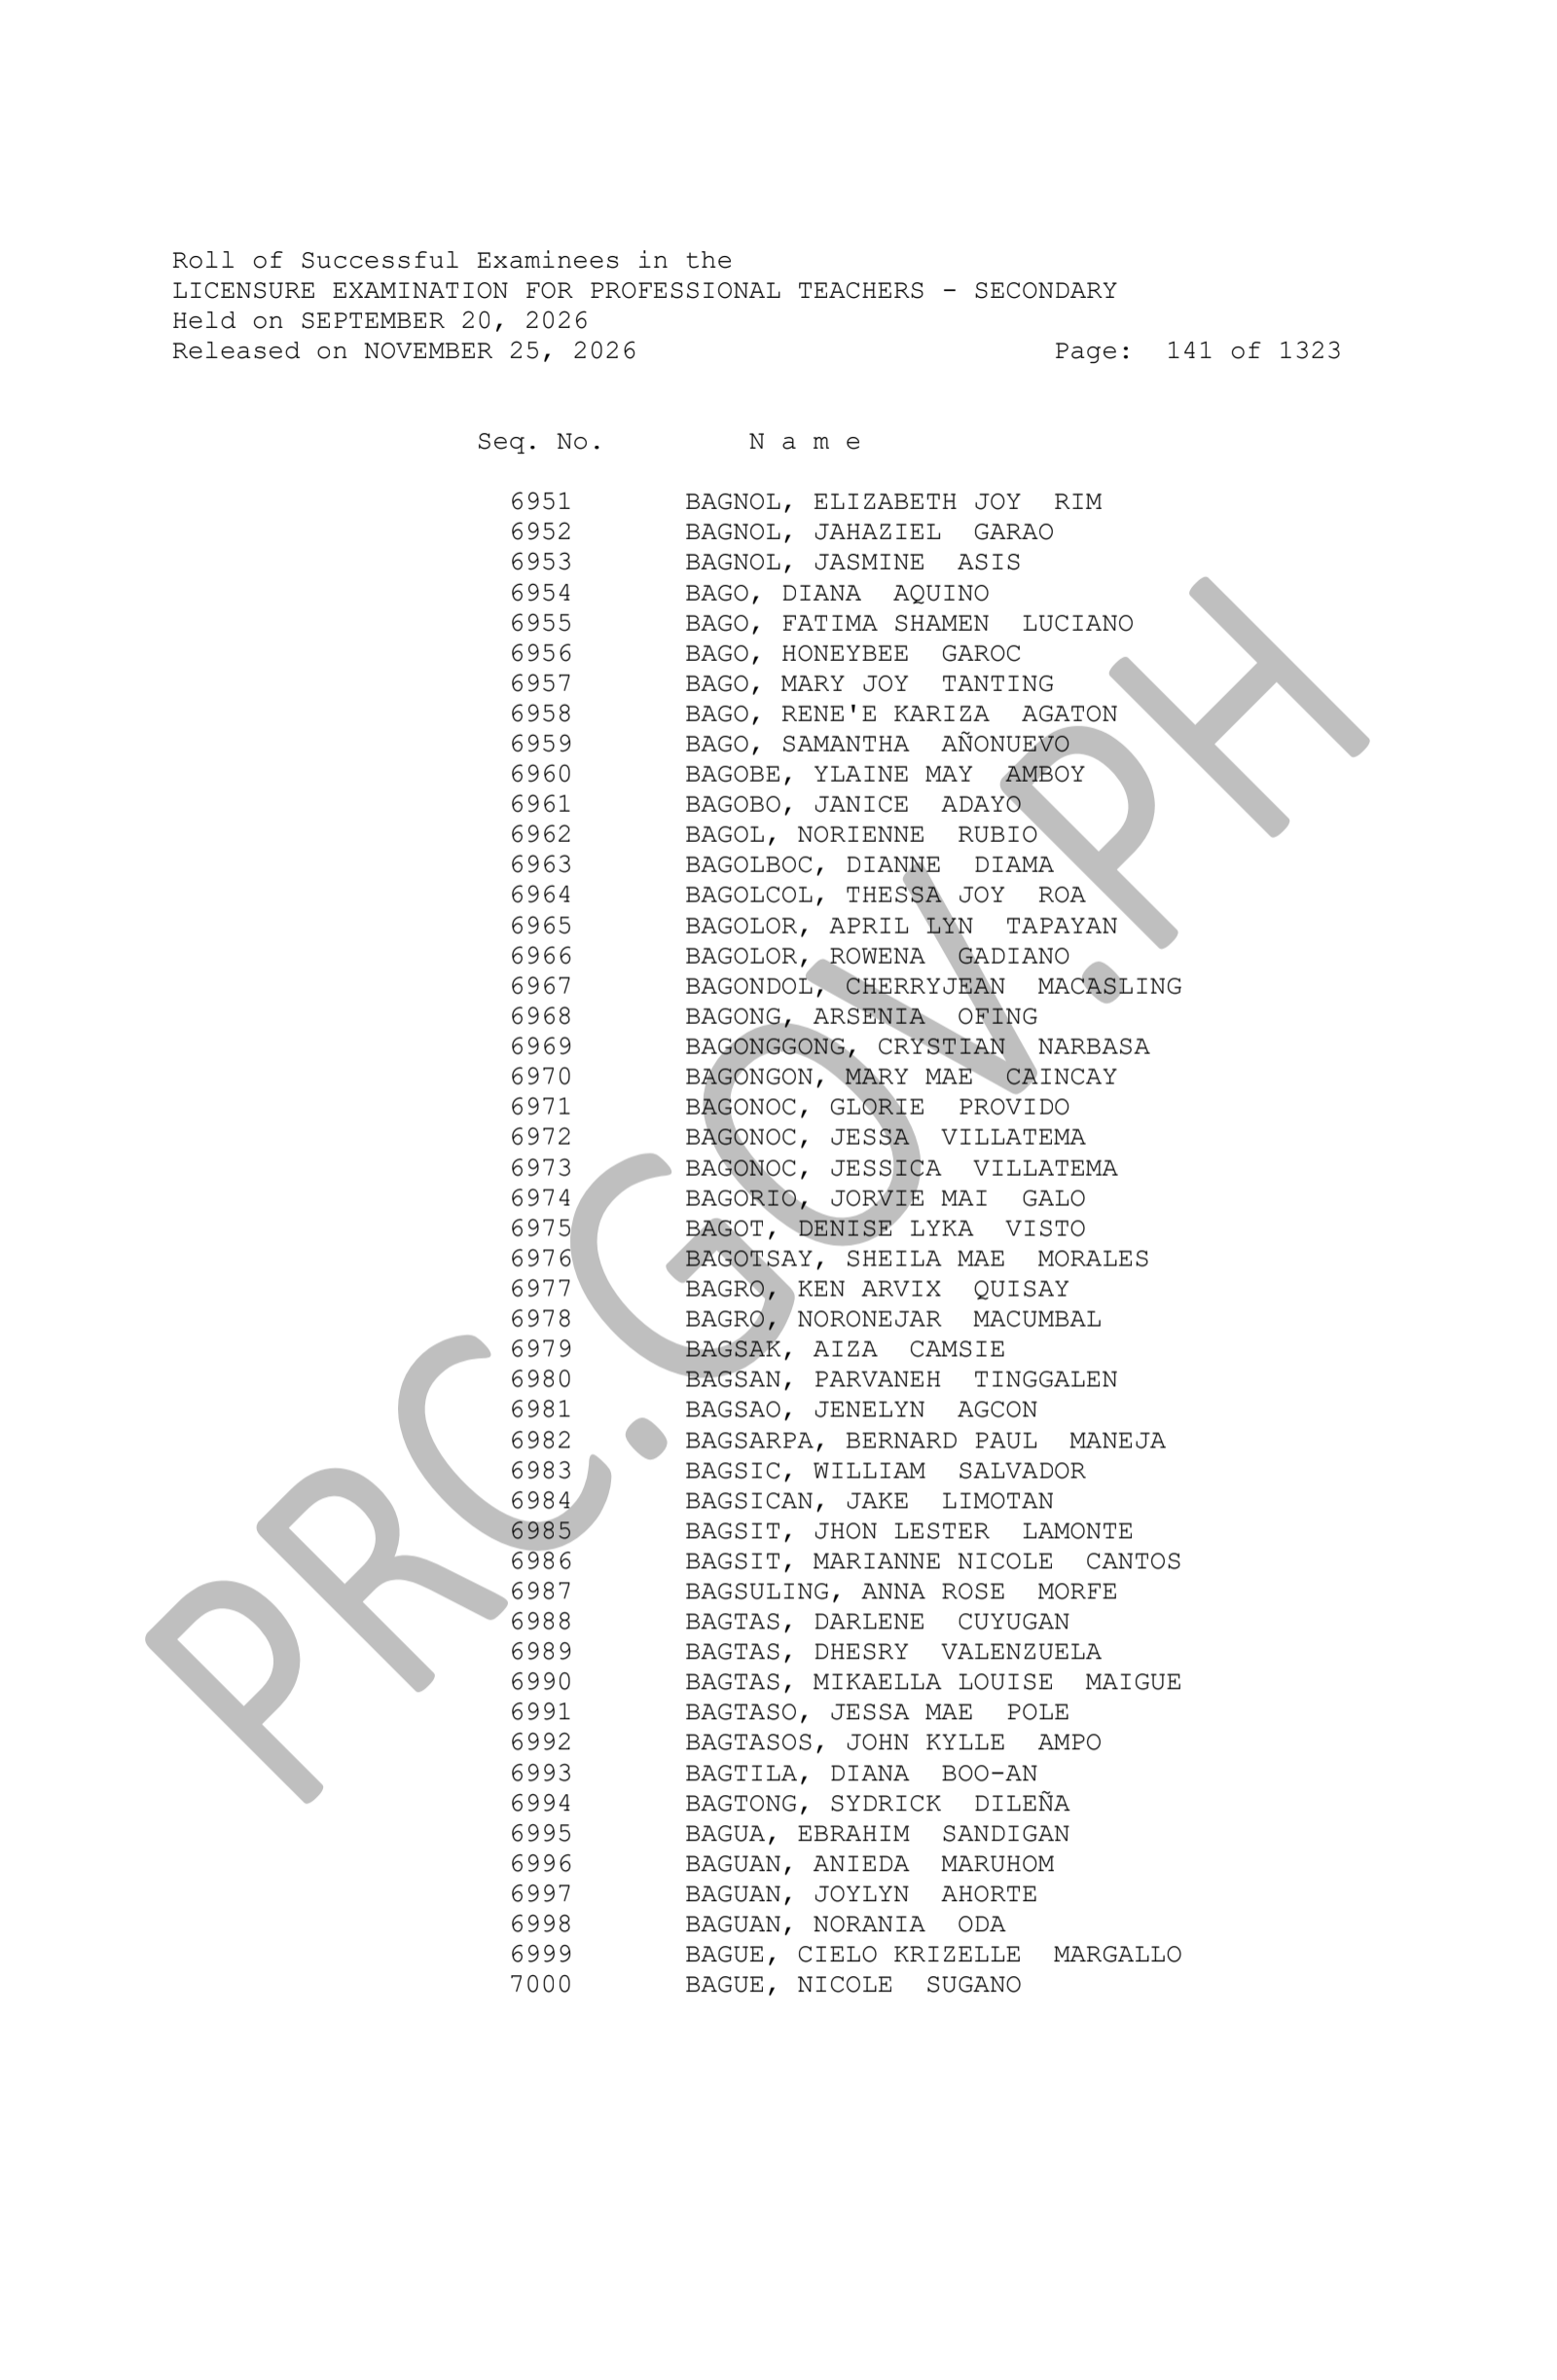 Roll of Successful Examinees in the
LICENSURE EXAMINATION FOR PROFESSIONAL TEACHERS - SECONDARY
Held on SEPTEMBER 20, 2026
Released on NOVEMBER 25, 2026 Page: 141 of 1323
Seq. No. N a m e
6951 BAGNOL, ELIZABETH JOY RIM
6952 BAGNOL, JAHAZIEL GARAO
6953 BAGNOL, JASMINE ASIS
6954 BAGO, DIANA AQUINO
6955 BAGO, FATIMA SHAMEN LUCIANO
6956 BAGO, HONEYBEE GAROC
6957 BAGO, MARY JOY TANTING
6958 BAGO, RENE'E KARIZA AGATON
6959 BAGO, SAMANTHA AÑONUEVO
6960 BAGOBE, YLAINE MAY AMBOY
6961 BAGOBO, JANICE ADAYO
6962 BAGOL, NORIENNE RUBIO
6963 BAGOLBOC, DIANNE DIAMA
6964 BAGOLCOL, THESSA JOY ROA
6965 BAGOLOR, APRIL LYN TAPAYAN
6966 BAGOLOR, ROWENA GADIANO
6967 BAGONDOL, CHERRYJEAN MACASLING
6968 BAGONG, ARSENIA OFING
6969 BAGONGGONG, CRYSTIAN NARBASA
6970 BAGONGON, MARY MAE CAINCAY
6971 BAGONOC, GLORIE PROVIDO
6972 BAGONOC, JESSA VILLATEMA
6973 BAGONOC, JESSICA VILLATEMA
6974 BAGORIO, JORVIE MAI GALO
6975 BAGOT, DENISE LYKA VISTO
6976 BAGOTSAY, SHEILA MAE MORALES
6977 BAGRO, KEN ARVIX QUISAY
6978 BAGRO, NORONEJAR MACUMBAL
6979 BAGSAK, AIZA CAMSIE
6980 BAGSAN, PARVANEH TINGGALEN
6981 BAGSAO, JENELYN AGCON
6982 BAGSARPA, BERNARD PAUL MANEJA
6983 BAGSIC, WILLIAM SALVADOR
6984 BAGSICAN, JAKE LIMOTAN
6985 BAGSIT, JHON LESTER LAMONTE
6986 BAGSIT, MARIANNE NICOLE CANTOS
6987 BAGSULING, ANNA ROSE MORFE
6988 BAGTAS, DARLENE CUYUGAN
6989 BAGTAS, DHESRY VALENZUELA
6990 BAGTAS, MIKAELLA LOUISE MAIGUE
6991 BAGTASO, JESSA MAE POLE
6992 BAGTASOS, JOHN KYLLE AMPO
6993 BAGTILA, DIANA BOO-AN
6994 BAGTONG, SYDRICK DILEÑA
6995 BAGUA, EBRAHIM SANDIGAN
6996 BAGUAN, ANIEDA MARUHOM
6997 BAGUAN, JOYLYN AHORTE
6998 BAGUAN, NORANIA ODA
6999 BAGUE, CIELO KRIZELLE MARGALLO
7000 BAGUE, NICOLE SUGANO
PRC.GOV.PH